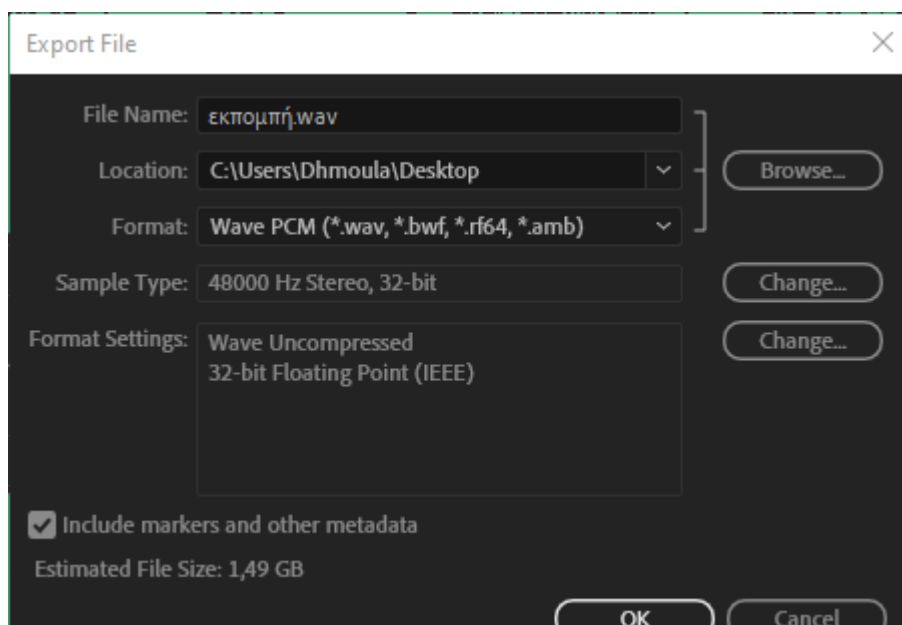 Export File
File Name: εκπομπή.wav
Location: C:\Users\Dhmoula\Desktop
Browse...
Format: Wave PCM (*.wav, *.bwf, *.rf64, *.amb)
Sample Type: 48000 Hz Stereo, 32-bit
Change...
Format Settings: Wave Uncompressed
Change...
32-bit Floating Point (IEEE)
Include markers and other metadata
Estimated File Size: 1,49 GB
OK
Cancel